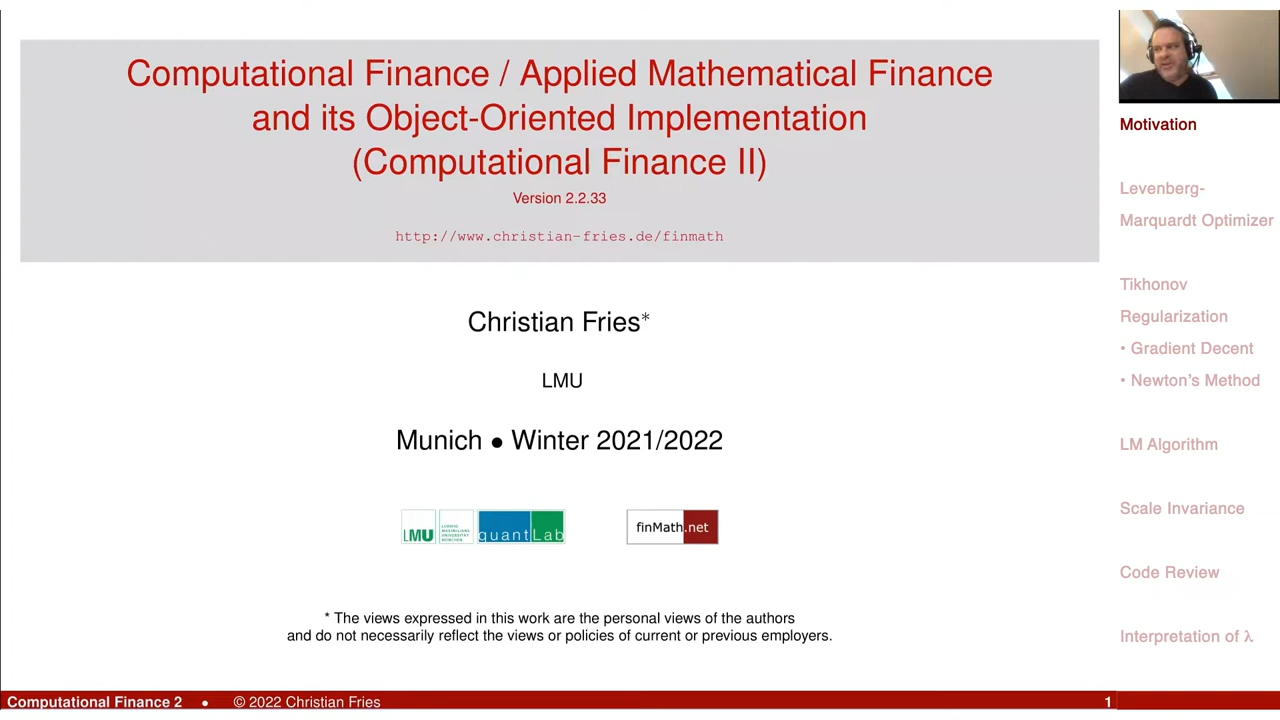 Computational Finance / Applied Mathematical Finance
and its Object-Oriented Implementation
(Computational Finance II)
Version 2.2.33
http://www.christian-fries.de/finmath
Christian Fries*
LMU
Munich • Winter 2021/2022
LMU
LUDWIG
MAXIMILIANS
UNIVERSITÄT
MÜNCHEN
quantLab
finMath.net
* The views expressed in this work are the personal views of the authors
and do not necessarily reflect the views or policies of current or previous employers.
Motivation
Levenberg-
Marquardt Optimizer
Tikhonov
Regularization
• Gradient Decent
• Newton's Method
LM Algorithm
Scale Invariance
Code Review
Interpretation of λ
Computational Finance 2 • © 2022 Christian Fries 1